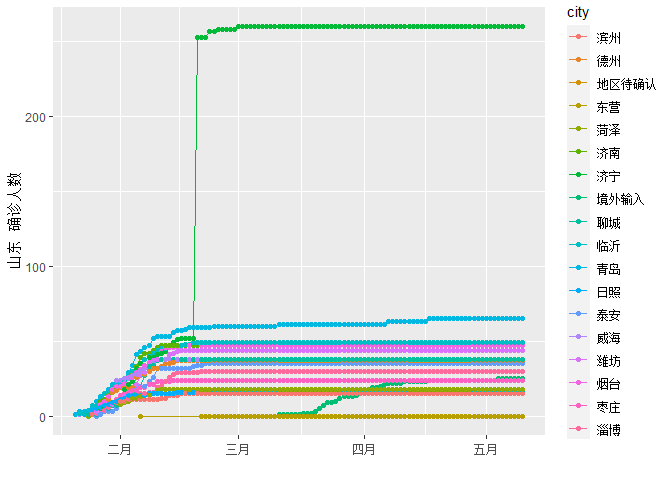 city
滨州
德州
地区待确认
东营
菏泽
济南
济宁
境外输入
聊城
临沂
青岛
日照
泰安
威海
潍坊
烟台
枣庄
淄博
山东 确诊人数
200
100
0
二月 三月 四月 五月